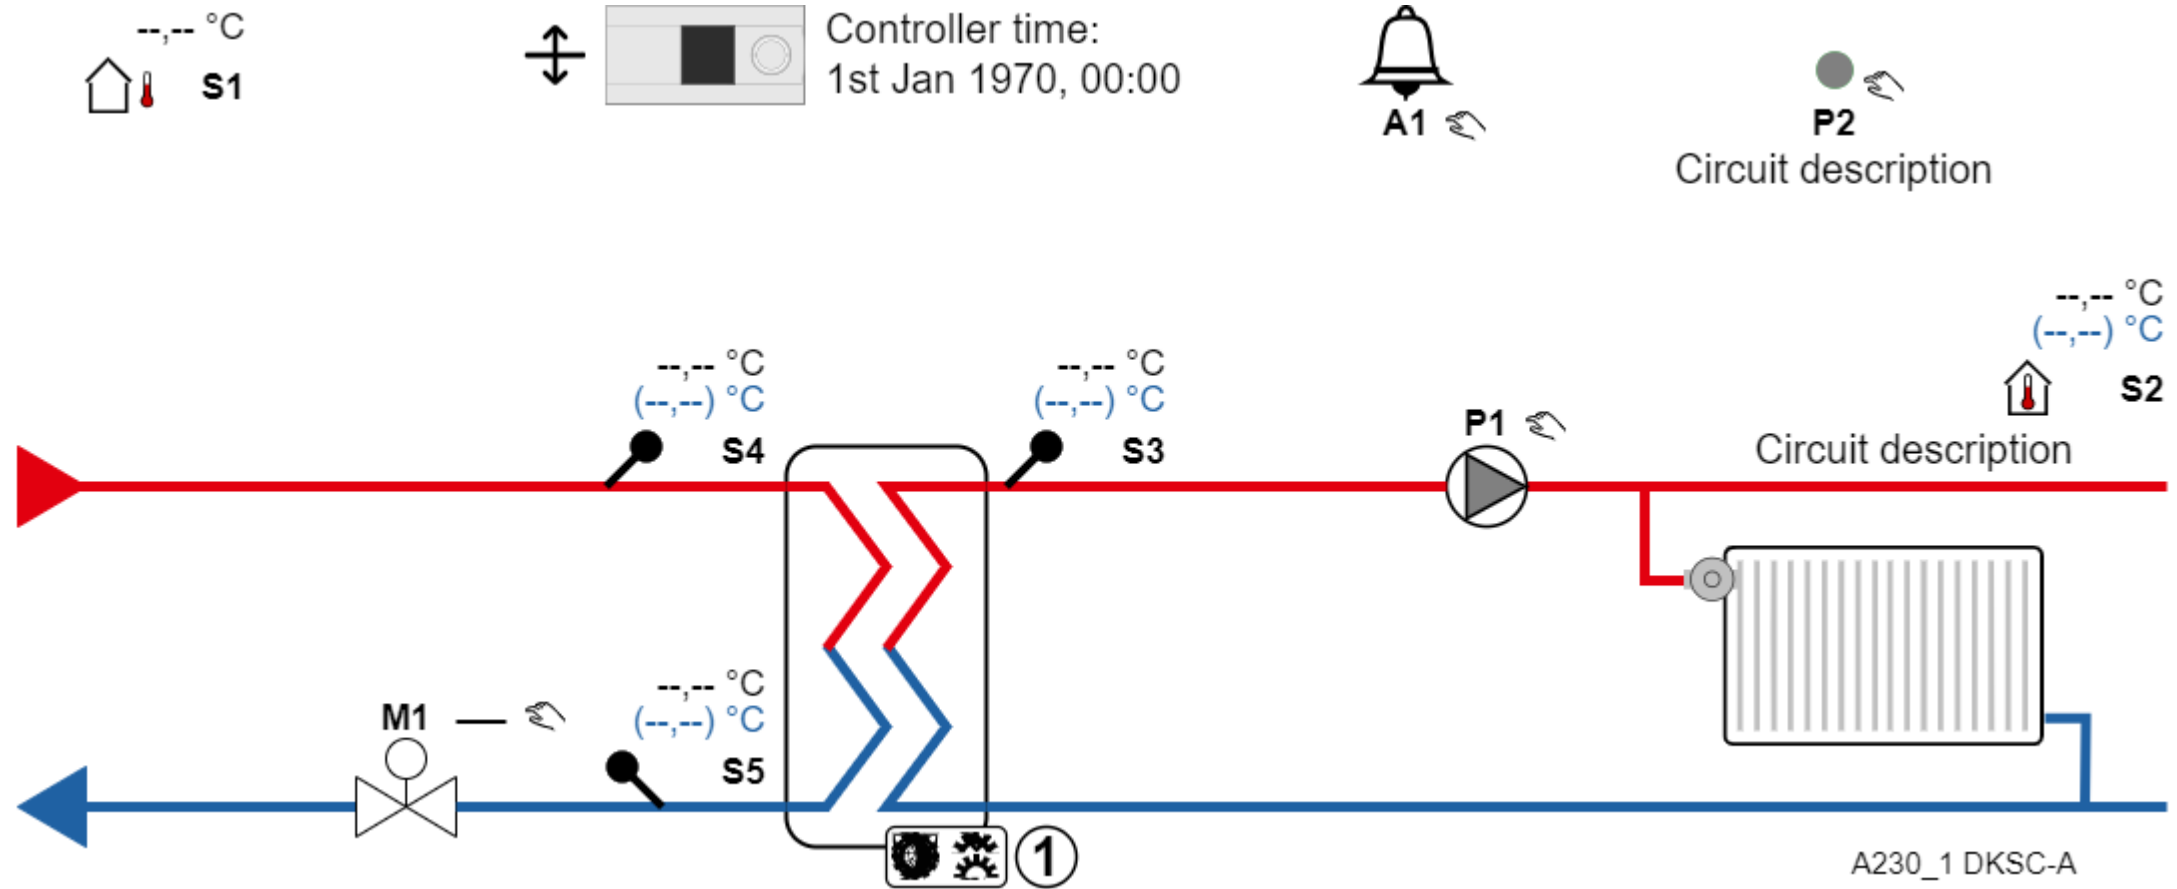 --,-- °C
S1
Controller time:
1st Jan 1970, 00:00
A1
P2
Circuit description
--,-- °C
(--,--) °C
S2
--,-- °C
(--,--) °C
S4
--,-- °C
(--,--) °C
S3
P1
Circuit description
--,-- °C
(--,--) °C
S5
M1
1
A230_1 DKSC-A